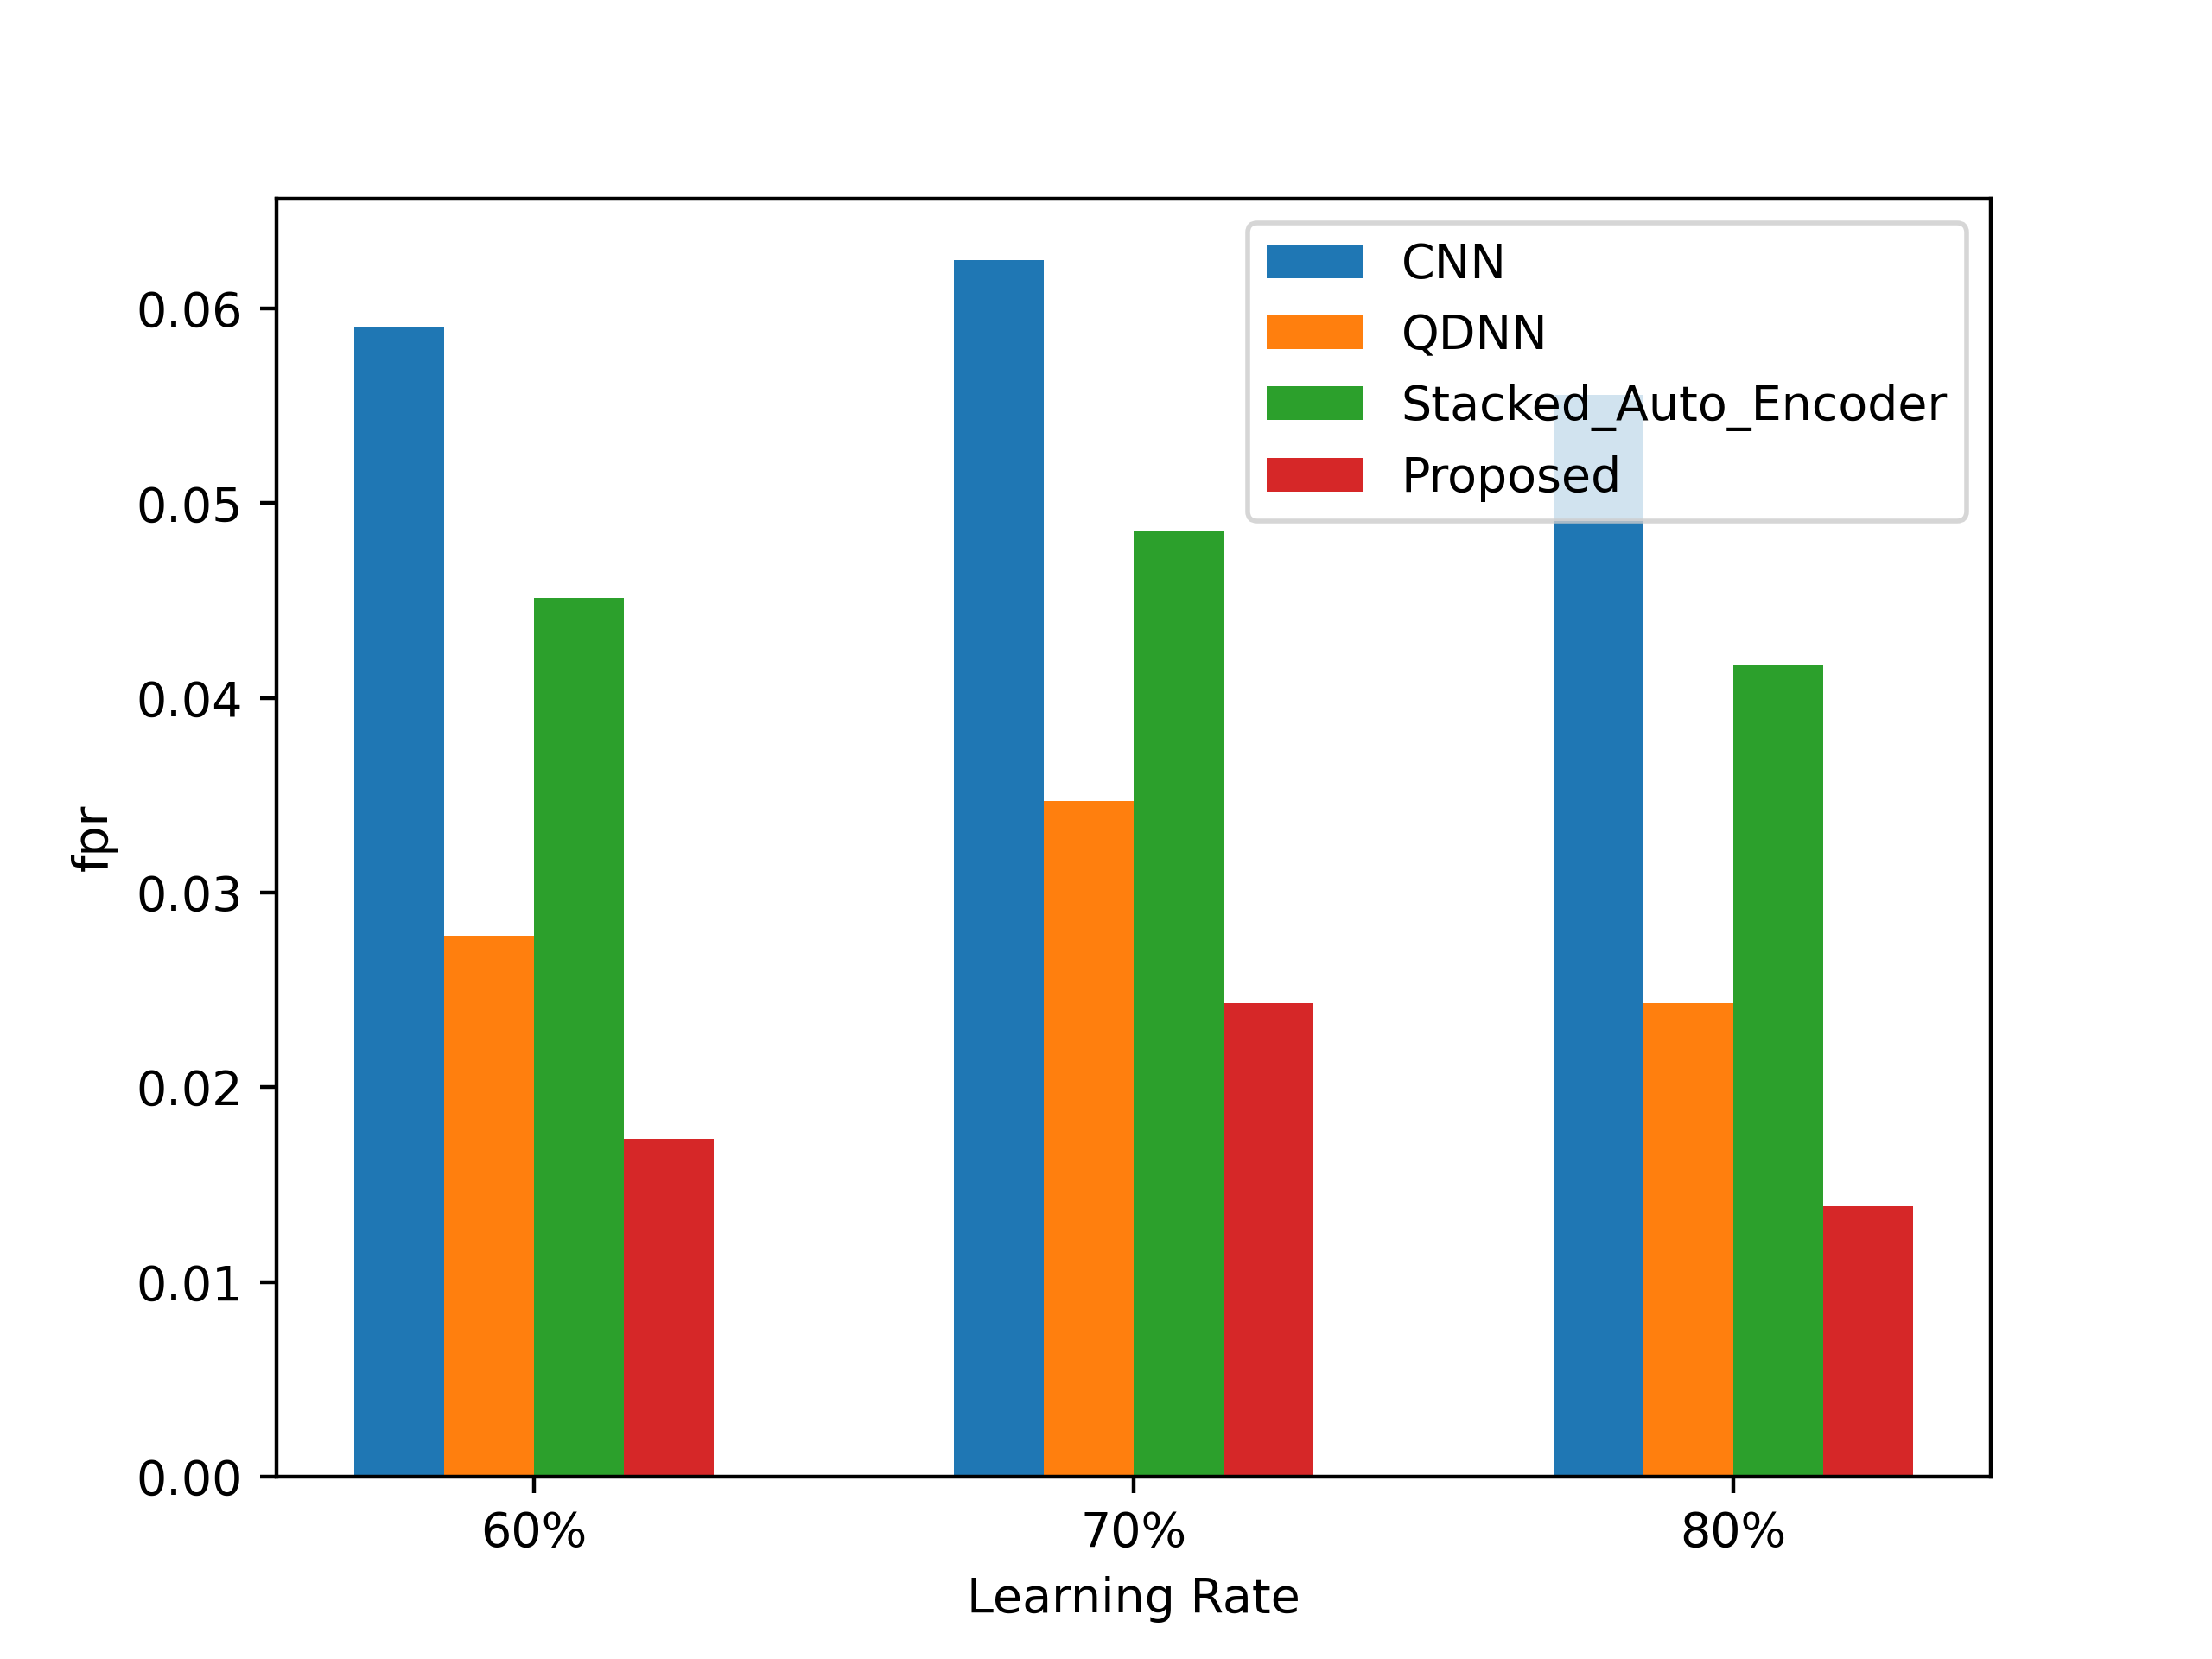 CNN
QDNN
Stacked_Auto_Encoder
Proposed
fpr
0.06
0.05
0.04
0.03
0.02
0.01
0.00
60% 70% 80%
Learning Rate